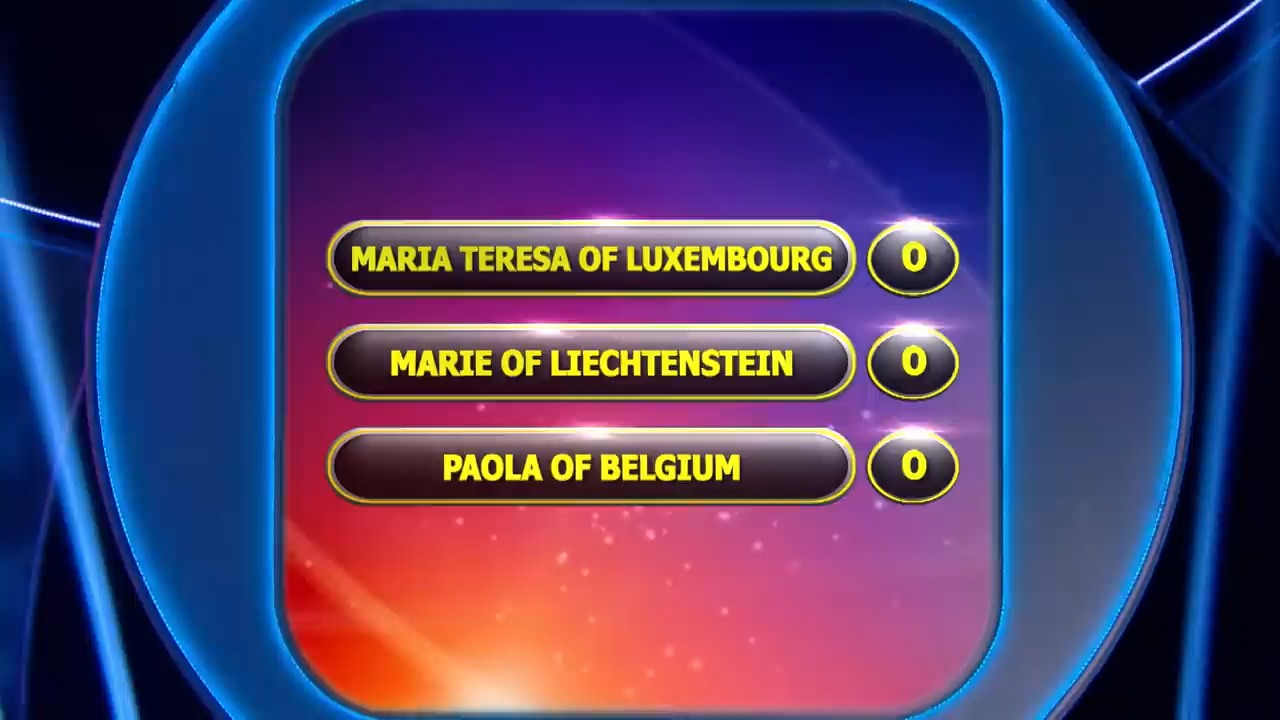 MARIA TERESA OF LUXEMBOURG 0
MARIE OF LIECHTENSTEIN 0
PAOLA OF BELGIUM 0